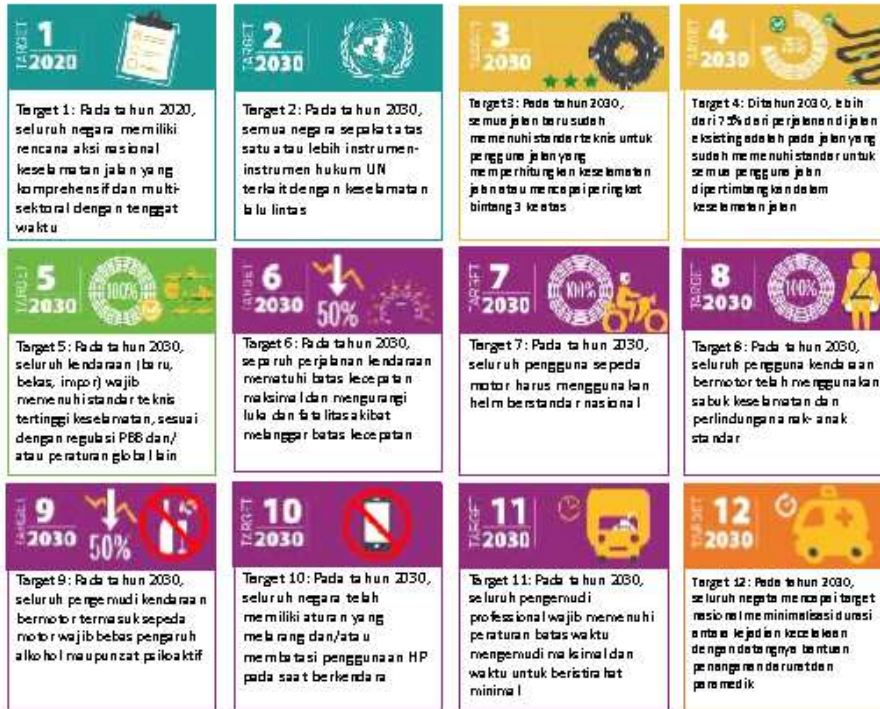 TARGET
1
2020
Target 1: Pada tahun 2020,
seluruh negara memiliki
rencana aksi nasional
keselamatan jalan yang
komprehensif dan multi-
sektoral dengan tenggat
waktu
TARGET
2
2030
Target 2: Pada tahun 2030,
semua negara sepakat atas
satu atau lebih instrumen-
instrumen hukum UN
terkait dengan keselamatan
lalu lintas
TARGET
3
2030
Target 3: Pada tahun 2030,
semua jalan baru sudah
memenuhi standar teknis untuk
pengguna jalan yang
memperhitungkan keselamatan
jalan atau mencapai peringkat
bintang 3 keatas
TARGET
4
2030
75%
Target 4: Ditahun 2030, lebih
dari 75% dari perjalanan di jalan
eksisting adalah pada jalan yang
sudah memenuhi standar untuk
semua pengguna jalan
dipertimbangkan dalam
keselamatan jalan
TARGET
5
2030
100%
Target 5: Pada tahun 2030,
seluruh kendaraan (baru,
bekas, impor) wajib
memenuhi standar teknis
tertinggi keselamatan, sesuai
dengan regulasi PBB dan/
atau peraturan global lain
TARGET
6
2030
50%
Target 6: Pada tahun 2030,
separuh perjalanan kendaraan
mematuhi batas kecepatan
maksimal dan mengurangi
luka dan fatalitas akibat
melanggar batas kecepatan
TARGET
7
2030
100%
Target 7: Pada tahun 2030,
seluruh pengguna sepeda
motor harus menggunakan
helm berstandar nasional
TARGET
8
2030
100%
Target 8: Pada tahun 2030,
seluruh pengguna kendaraan
bermotor telah menggunakan
sabuk keselamatan dan
perlindungan anak- anak
standar
TARGET
9
2030
50%
Target 9: Pada tahun 2030,
seluruh pengemudi kendaraan
bermotor termasuk sepeda
motor wajib bebas pengaruh
alkohol maupun zat psikoaktif
TARGET
10
2030
Target 10: Pada tahun 2030,
seluruh negara telah
memiliki aturan yang
melarang dan/atau
membatasi penggunaan HP
pada saat berkendara
TARGET
11
2030
Target 11: Pada tahun 2030,
seluruh pengemudi
professional wajib memenuhi
peraturan batas waktu
mengemudi maksimal dan
waktu untuk beristirahat
minimal
TARGET
12
2030
Target 12: Pada tahun 2030,
seluruh negata mencapai target
nasional meminimalisasi durasi
antara kejadian kecelakaan
dengan datangnya bantuan
penanganan darurat dan
paramedik